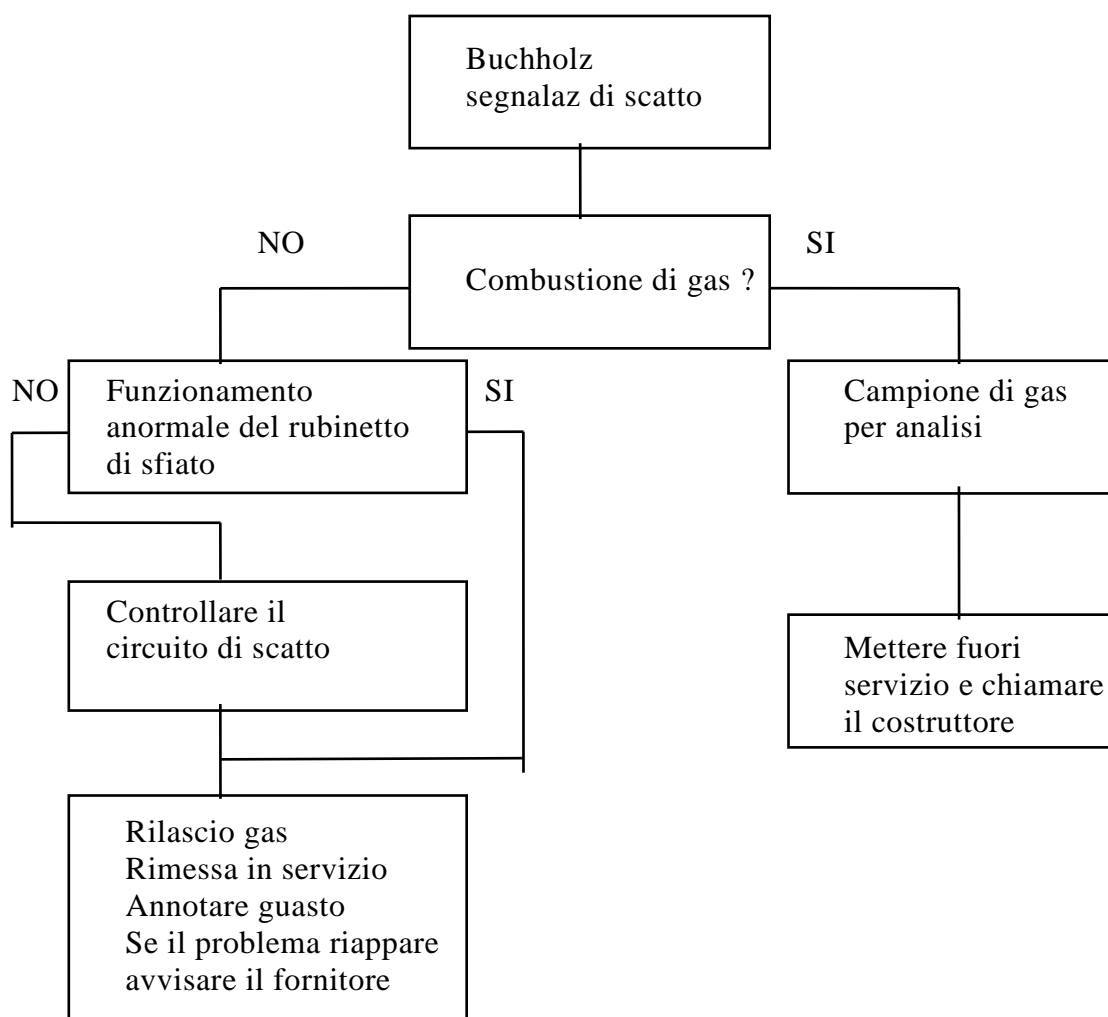 Buchholz
segnalaz di scatto
NO
SI
Combustione di gas ?
NO
Funzionamento
anormale del rubinetto
di sfiato
SI
Campione di gas
per analisi
Controllare il
circuito di scatto
Mettere fuori
servizio e chiamare
il costruttore
Rilascio gas
Rimessa in servizio
Annotare guasto
Se il problema riappare
avvisare il fornitore